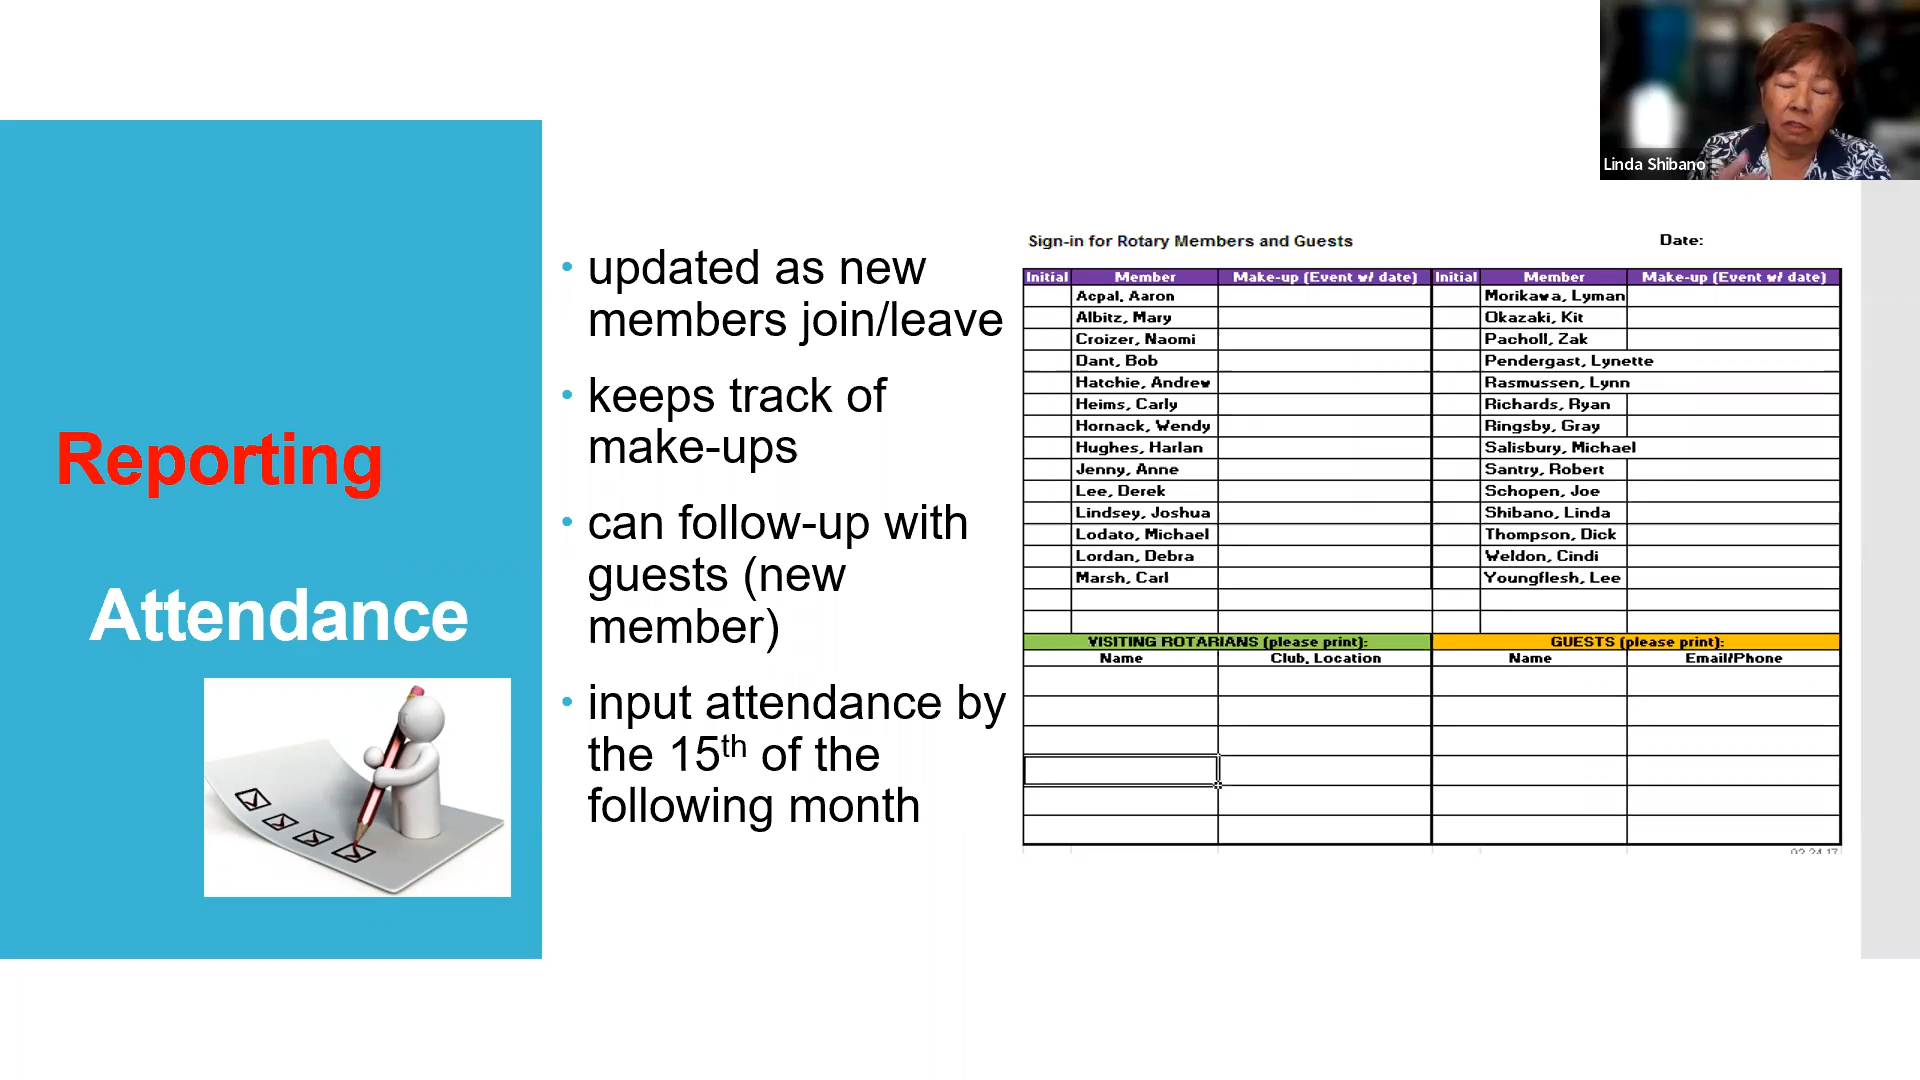 Linda Shibano
Reporting
Attendance
• updated as new
members join/leave
• keeps track of
make-ups
• can follow-up with
guests (new
member)
• input attendance by
the 15th of the
following month
Sign-in for Rotary Members and Guests Date:
Initial Member Make-up (Event w/ date) Initial Member Make-up (Event w/ date)
Acpal, Aaron Morikawa, Lyman
Albitz, Mary Okazaki, Kit
Croizer, Naomi Pacholl, Zak
Dant, Bob Pendergast, Lynette
Hatchie, Andrew Rasmussen, Lynn
Heims, Carly Richards, Ryan
Hornack, Wendy Ringsby, Gray
Hughes, Harlan Salisbury, Michael
Jenny, Anne Santry, Robert
Lee, Derek Schopen, Joe
Lindsey, Joshua Shibano, Linda
Lodato, Michael Thompson, Dick
Lordan, Debra Weldon, Cindi
Marsh, Carl Youngflesh, Lee
VISITING ROTARIANS (please print): GUESTS (please print):
Name Club, Location Name Email/Phone